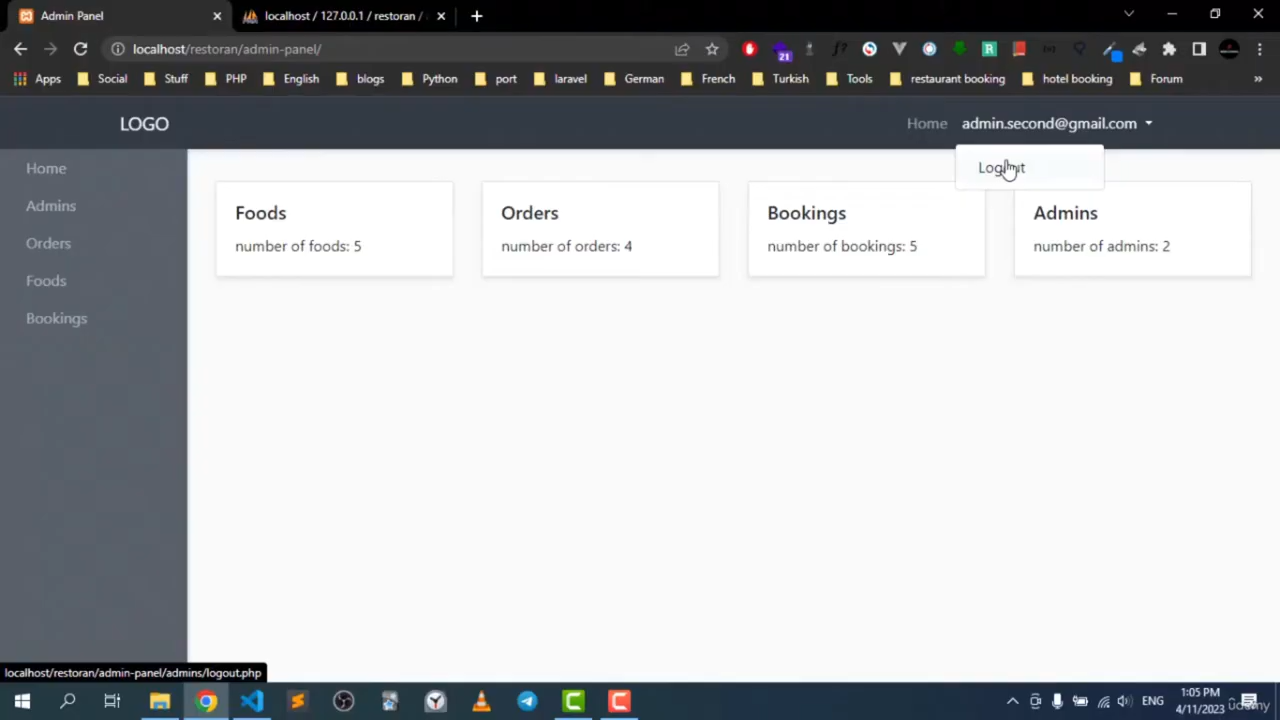 Admin Panel
localhost / 127.0.0.1 / restoran /
localhost/restoran/admin-panel/
21
Apps Social Stuff PHP English blogs Python port laravel German French Turkish Tools restaurant booking hotel booking Forum »
LOGO Home admin.second@gmail.com
Logout
Home
Admins
Orders
Foods
Bookings
Foods
number of foods: 5
Orders
number of orders: 4
Bookings
number of bookings: 5
Admins
number of admins: 2
localhost/restoran/admin-panel/admins/logout.php
ENG
1:05 PM
4/11/2023
udemy